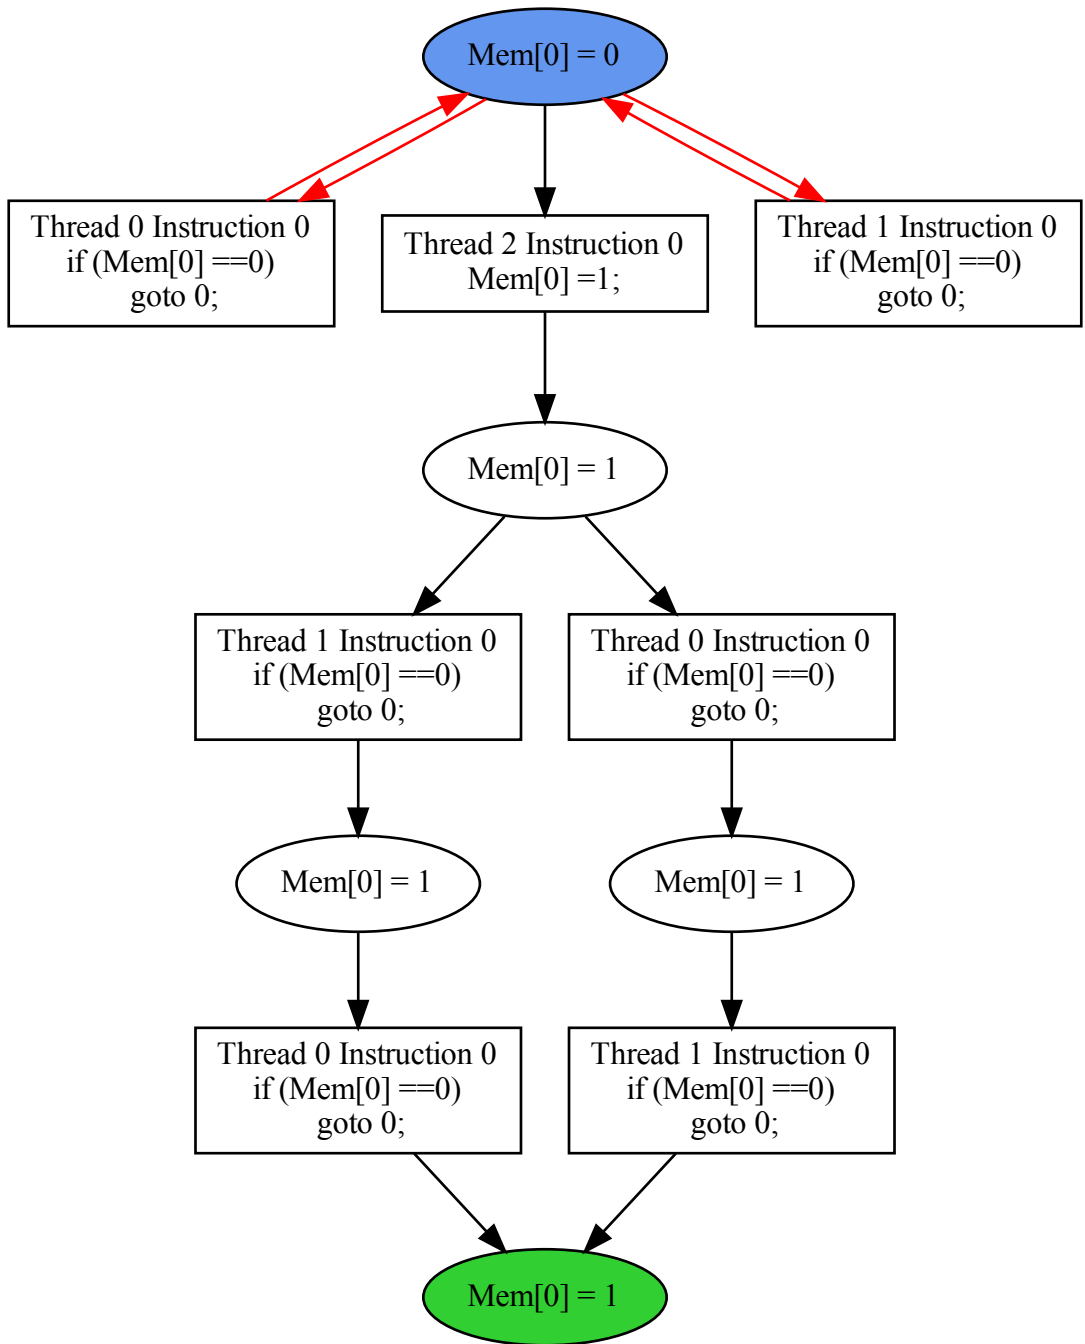 Mem[0] = 0
Thread 0 Instruction 0
if (Mem[0] ==0)
goto 0;
Thread 2 Instruction 0
Mem[0] =1;
Thread 1 Instruction 0
if (Mem[0] ==0)
goto 0;
Mem[0] = 1
Thread 1 Instruction 0
if (Mem[0] ==0)
goto 0;
Thread 0 Instruction 0
if (Mem[0] ==0)
goto 0;
Mem[0] = 1
Mem[0] = 1
Thread 0 Instruction 0
if (Mem[0] ==0)
goto 0;
Thread 1 Instruction 0
if (Mem[0] ==0)
goto 0;
Mem[0] = 1